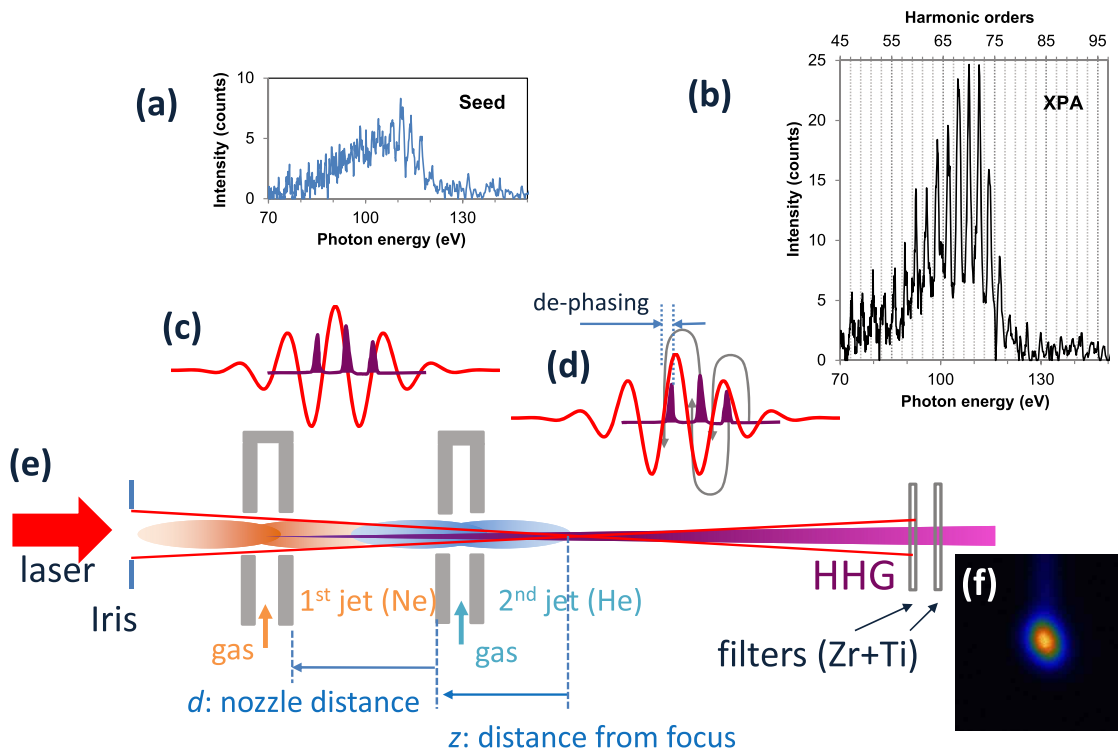 (a)
Seed
Intensity (counts)
10
5
0
70
100
130
Photon energy (eV)
(b)
Harmonic orders
45 55 65 75 85 95
XPA
Intensity (counts)
25
20
15
10
5
0
70
100
130
Photon energy (eV)
(c)
de-phasing
(d)
(e)
laser
Iris
1st jet (Ne)
gas
2nd jet (He)
gas
HHG
filters (Zr+Ti)
(f)
d: nozzle distance
z: distance from focus